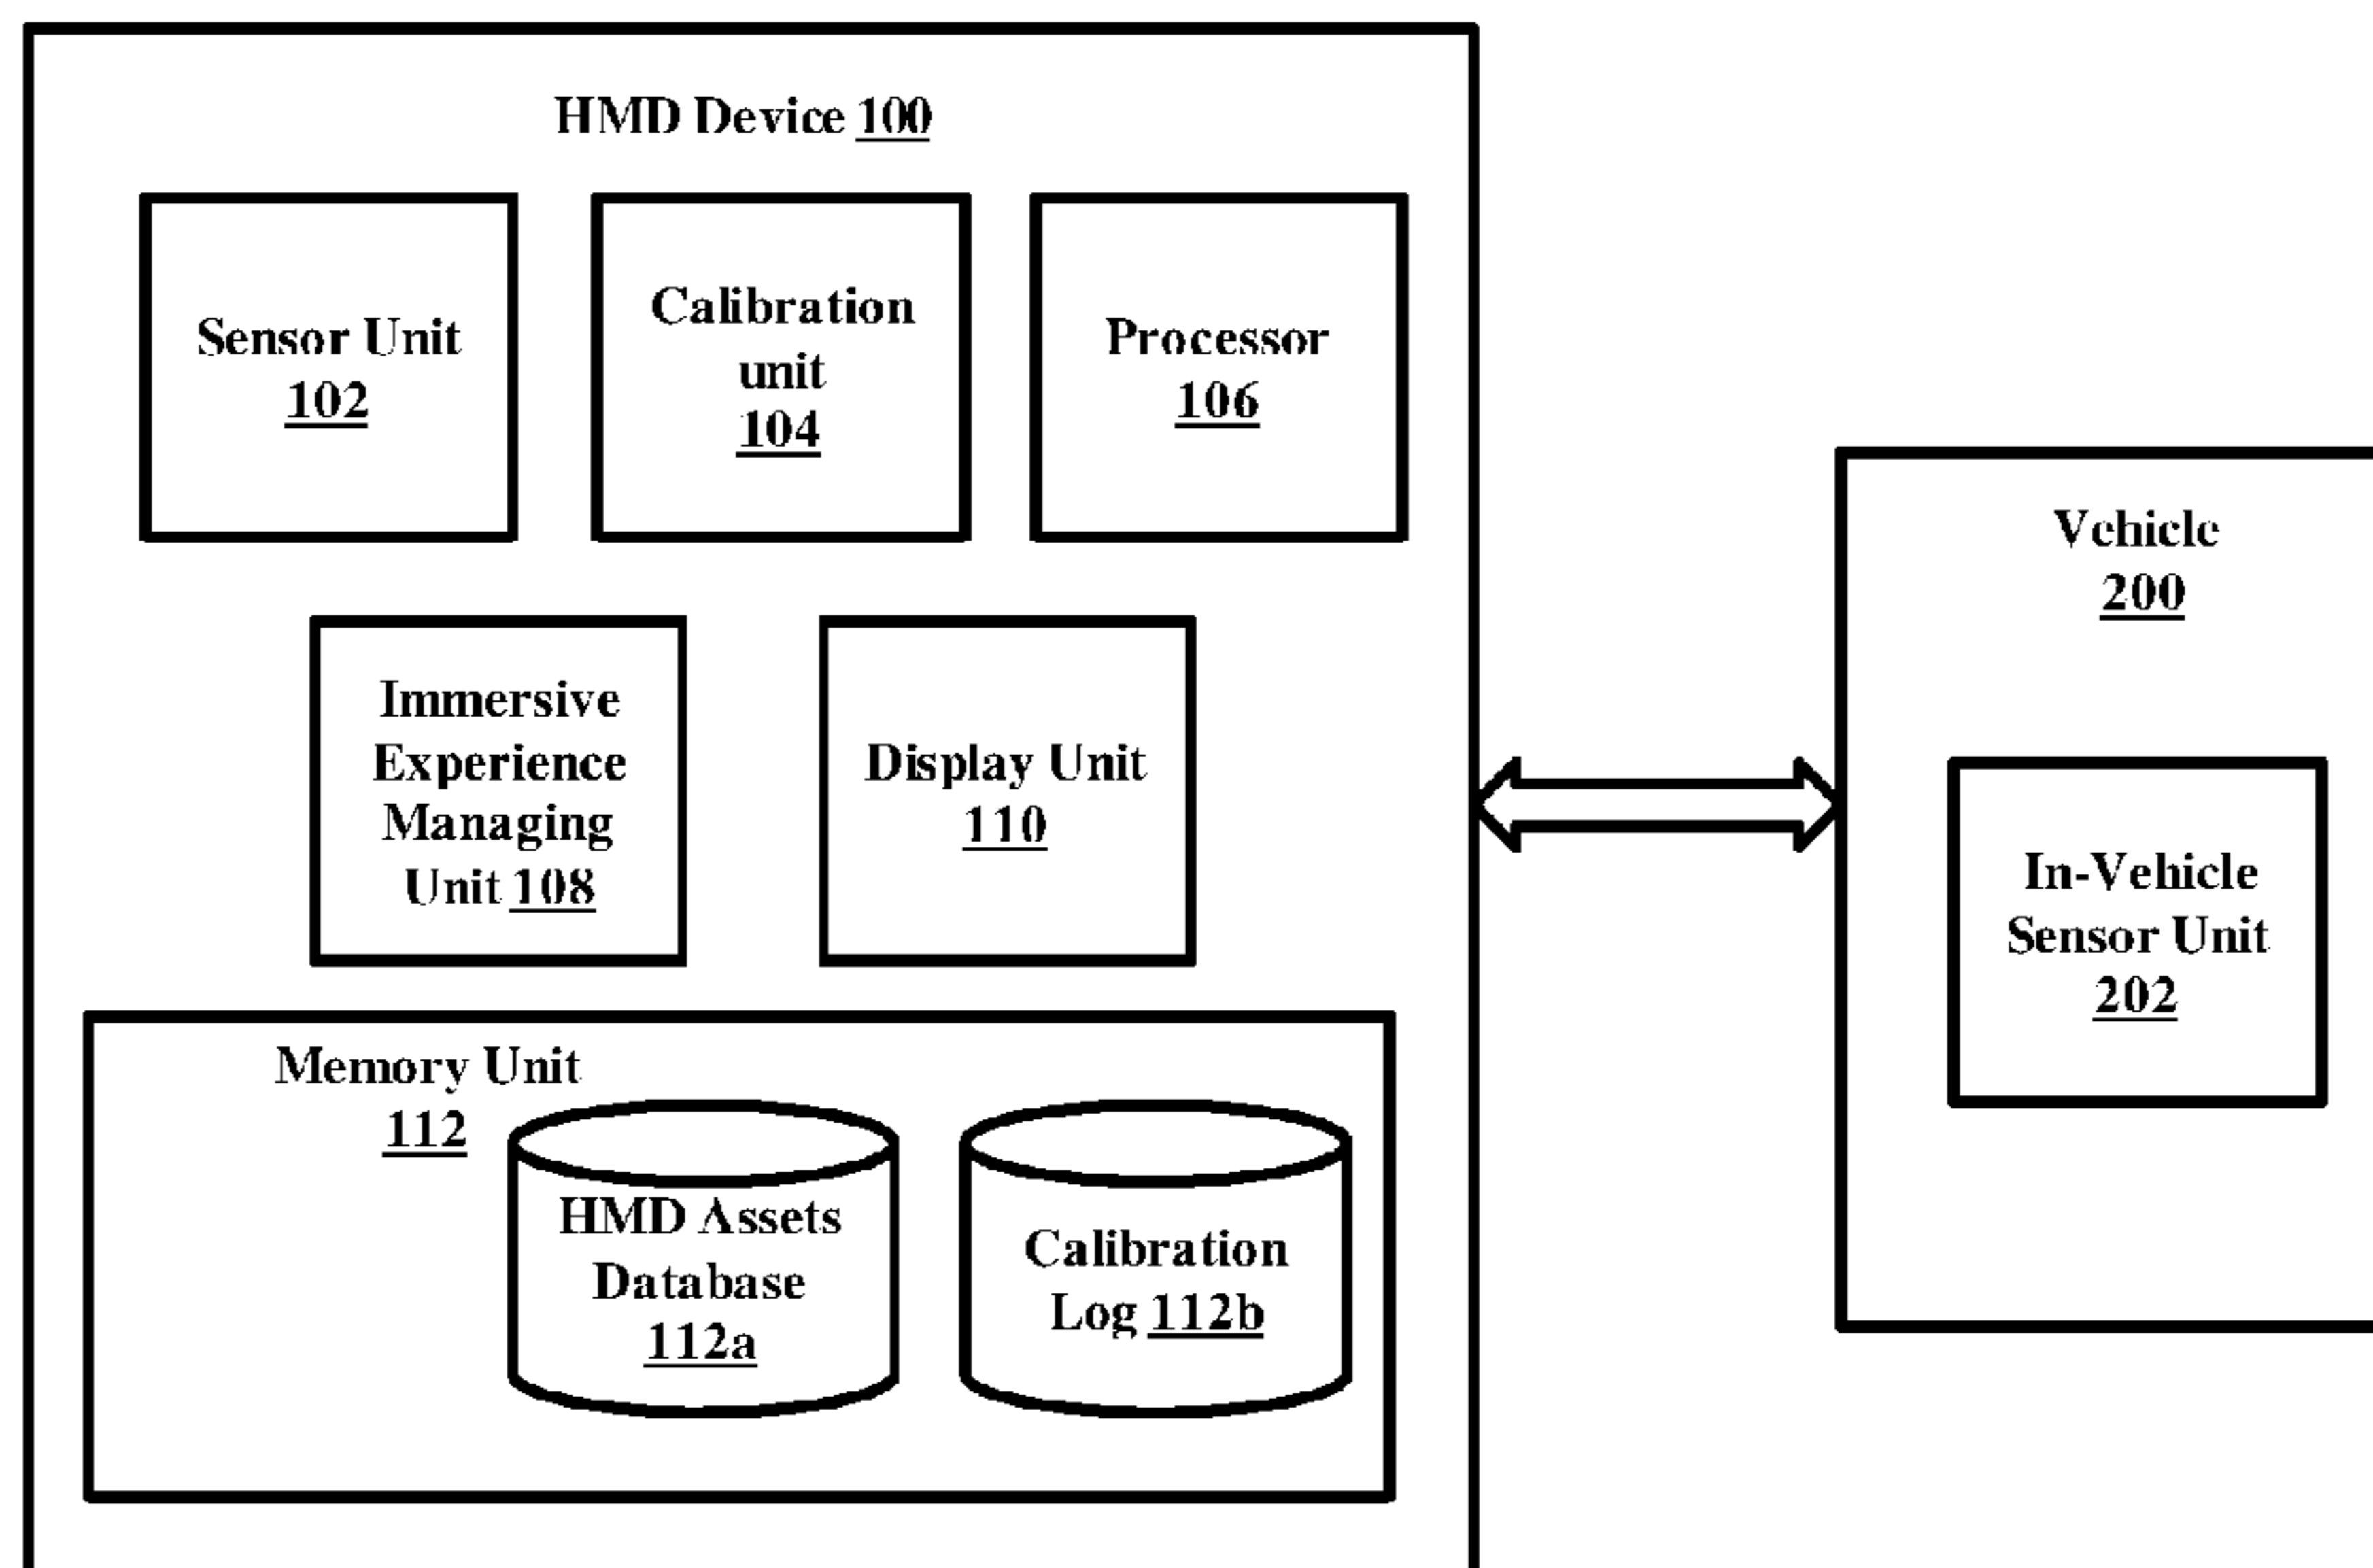 HMD Device 100
Sensor Unit
102
Calibration
unit
104
Processor
106
Immersive
Experience
Managing
Unit 108
Display Unit
110
Memory Unit
112
HMD Assets
Database
112a
Calibration
Log 112b
Vehicle
200
In-Vehicle
Sensor Unit
202